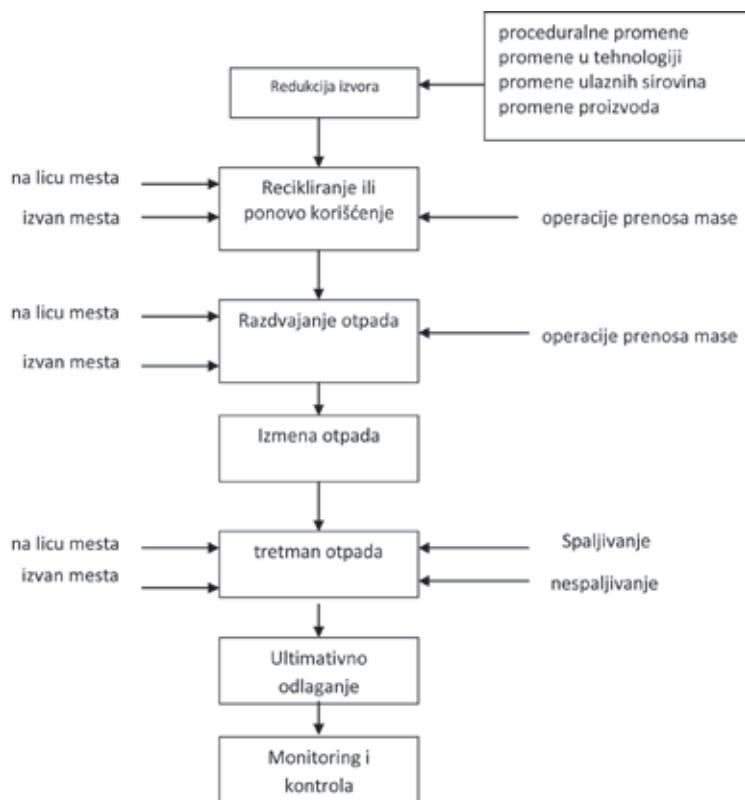 proceduralne promene
promene u tehnologiji
promene ulaznih sirovina
promene proizvoda
Redukcija izvora
na licu mesta
izvan mesta
Recikliranje ili
ponovo korišćenje
operacije prenosa mase
na licu mesta
izvan mesta
Razdvajanje otpada
operacije prenosa mase
Izmena otpada
na licu mesta
izvan mesta
tretman otpada
Spaljivanje
nespaljivanje
Ultimativno
odlaganje
Monitoring i
kontrola